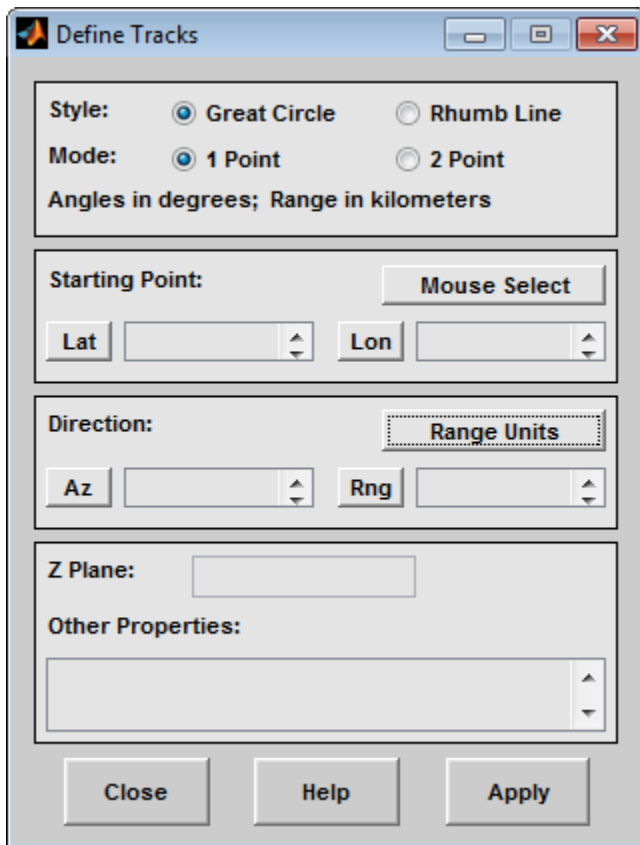 Define Tracks
Style: Great Circle Rhumb Line
Mode: 1 Point 2 Point
Angles in degrees; Range in kilometers
Starting Point: Mouse Select
Lat Lon
Direction: Range Units
Az Rng
Z Plane:
Other Properties:
Close Help Apply